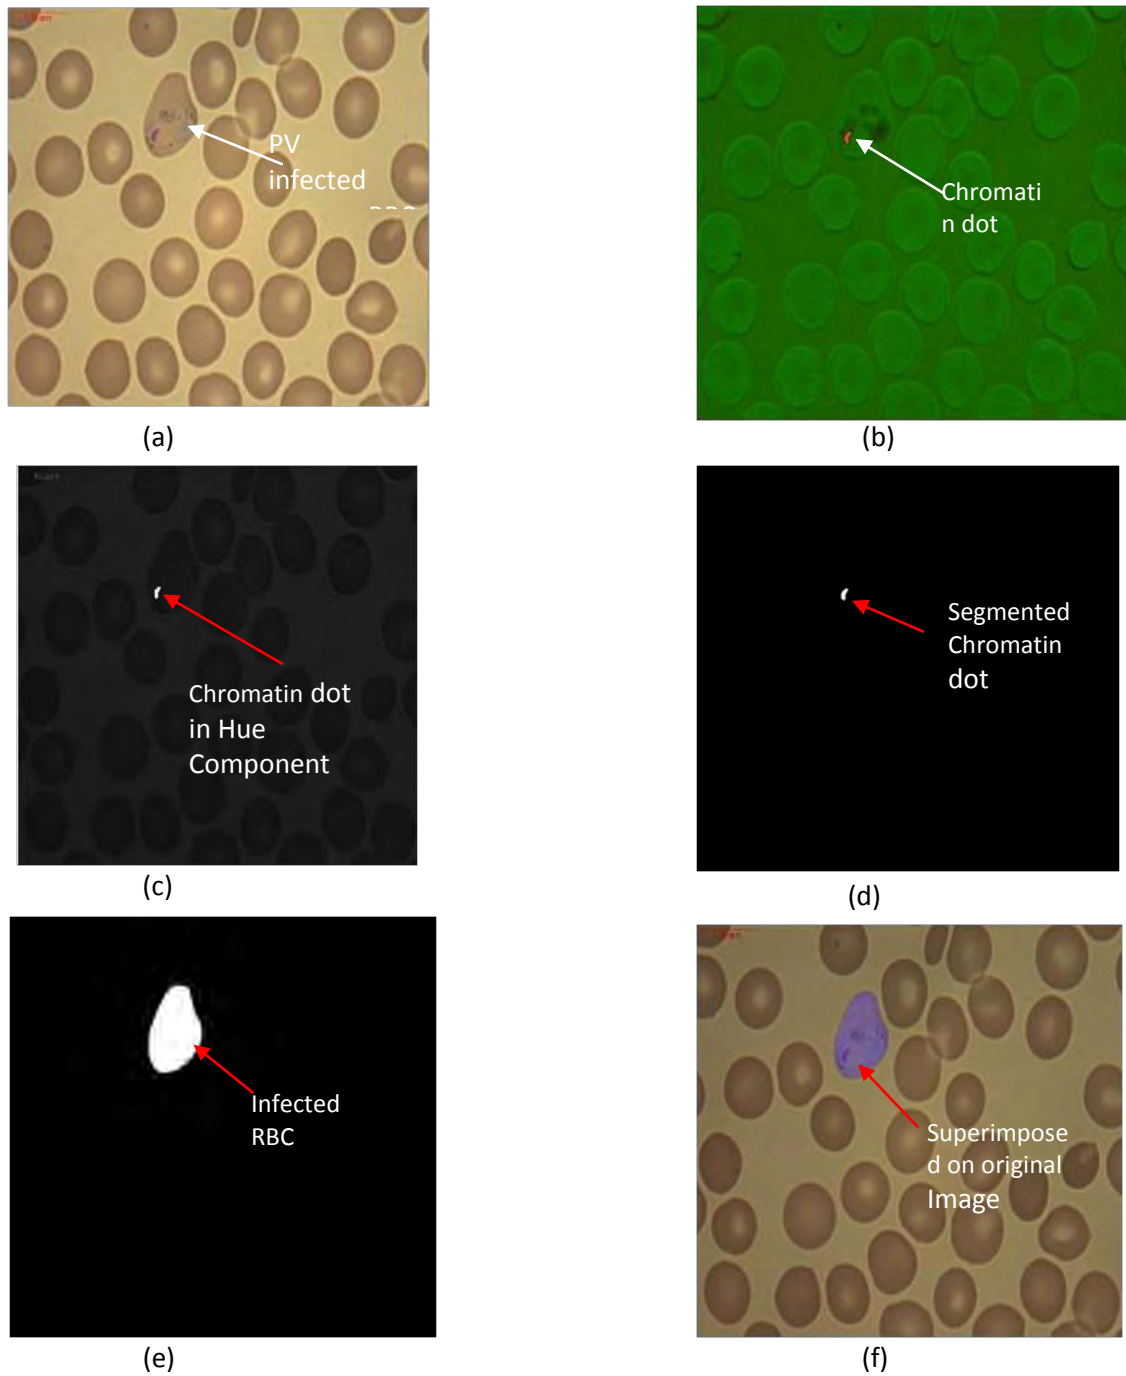 PV
infected
(a)
Chromati
n dot
(b)
Chromatin dot
in Hue
Component
(c)
Segmented
Chromatin
dot
(d)
Infected
RBC
(e)
Superimpose
d on original
Image
(f)